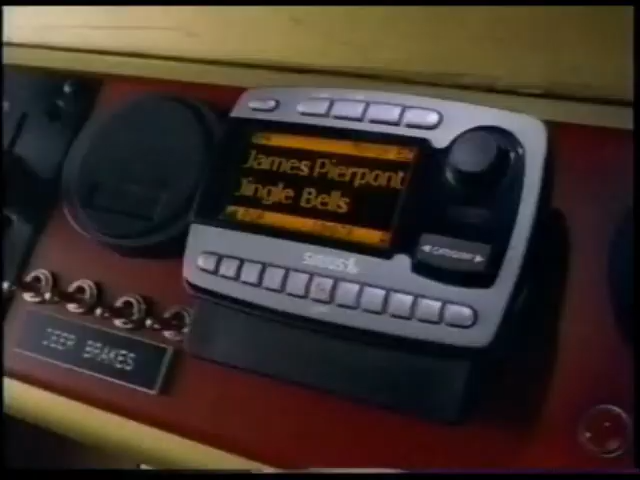 James Pierpont
Jingle Bells
SIRIUS
CATEGORY
DEER BRAKES